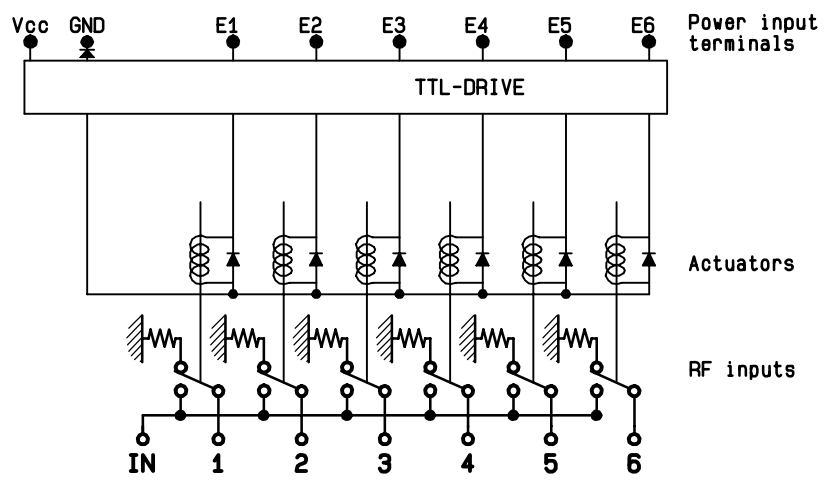 Vcc GND E1 E2 E3 E4 E5 E6 Power input
terminals
TTL-DRIVE
Actuators
RF inputs
IN 1 2 3 4 5 6